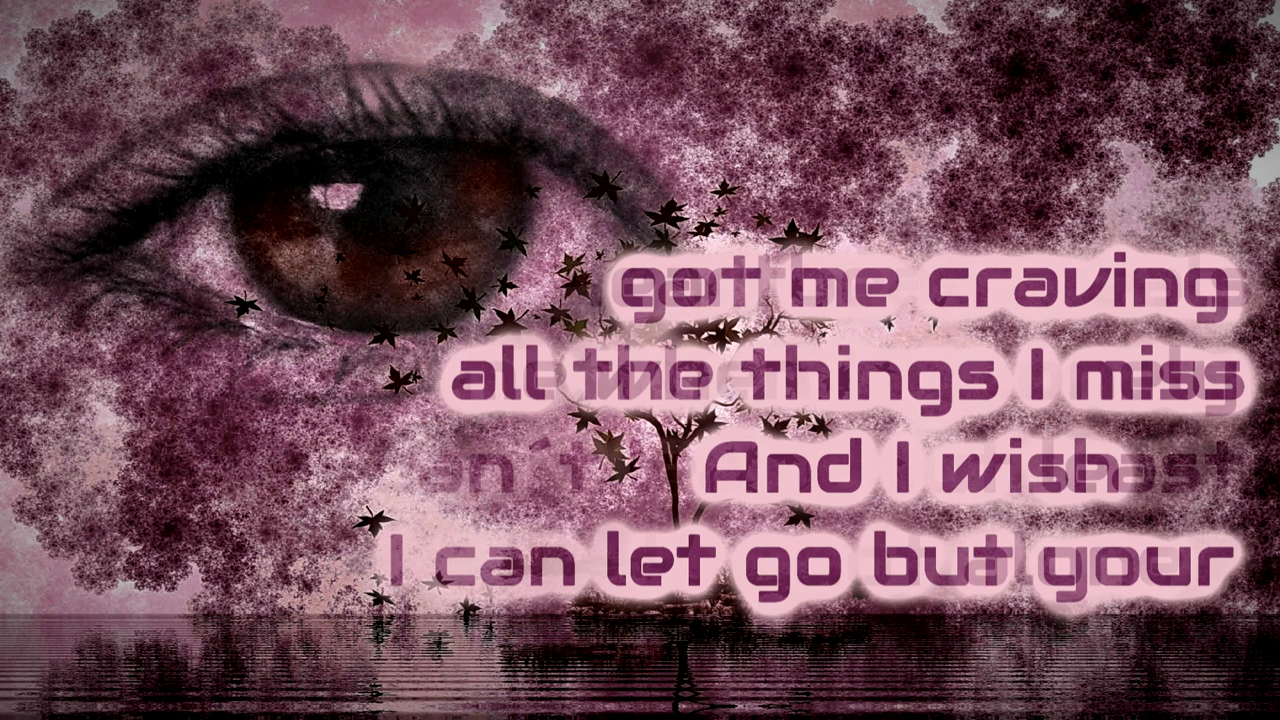 got me craving
all the things I miss
And I wish
I can let go but your